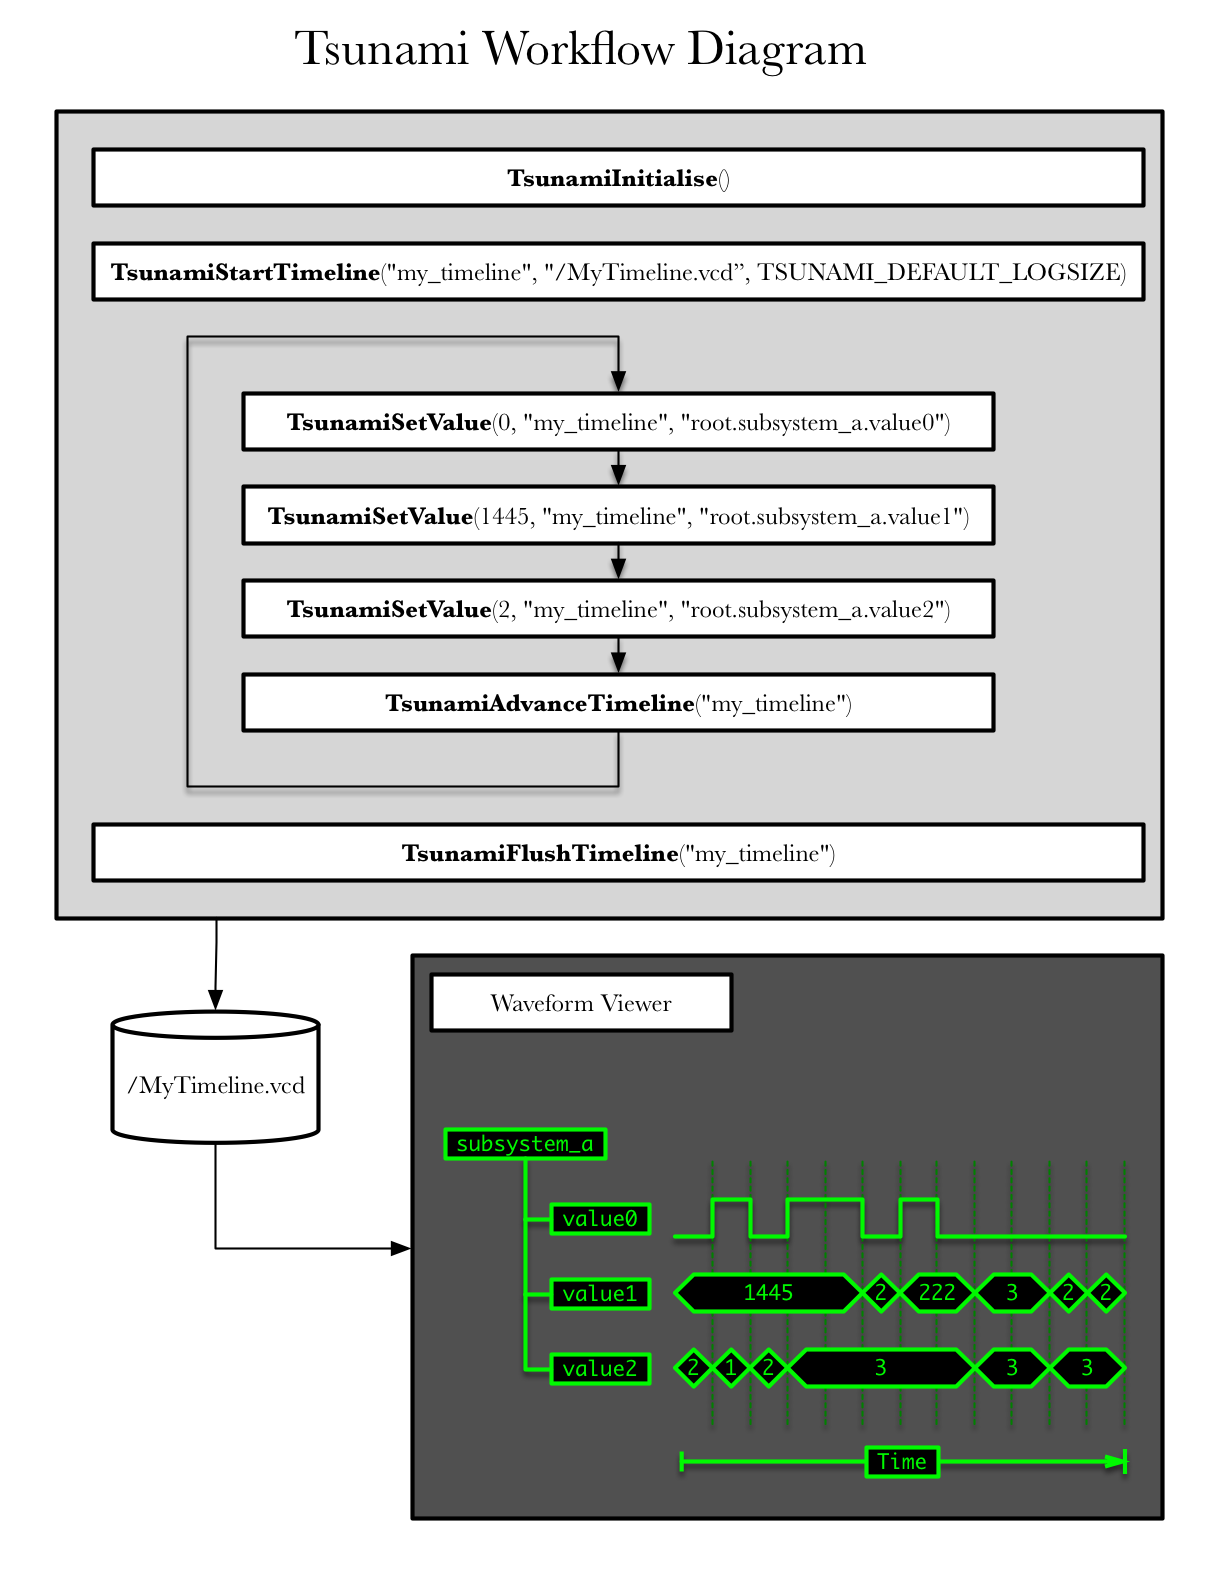 Tsunami Workflow Diagram
TsunamiInitialise()
TsunamiStartTimeline("my_timeline", "/MyTimeline.vcd”, TSUNAMI_DEFAULT_LOGSIZE)
TsunamiSetValue(0, "my_timeline", "root.subsystem_a.value0")
TsunamiSetValue(1445, "my_timeline", "root.subsystem_a.value1")
TsunamiSetValue(2, "my_timeline", "root.subsystem_a.value2")
TsunamiAdvanceTimeline("my_timeline")
TsunamiFlushTimeline("my_timeline")
/MyTimeline.vcd
Waveform Viewer
subsystem_a
value0
value1 1445 2 222 3 2 2
value2 2 1 2 3 3 3
Time